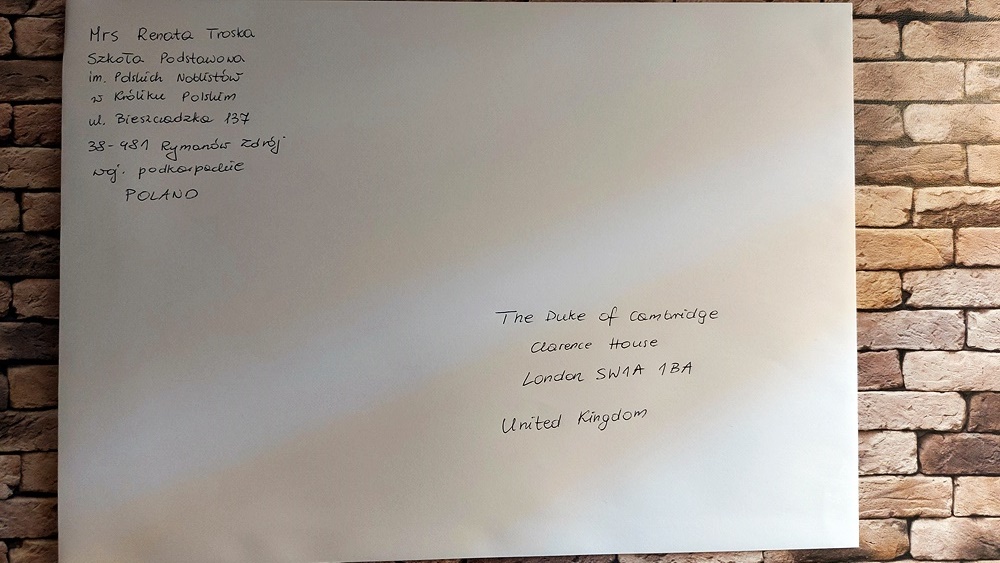 Mrs Renata Troska
Szkoła Podstawowa
im. Polskich Noblistów
w Króliku Polskim
ul. Bieszczadzka 137
38-481 Rymanów Zdrój
woj. podkarpackie
POLAND
The Duke of Cambridge
Clarence House
London SW1A 1BA
United Kingdom